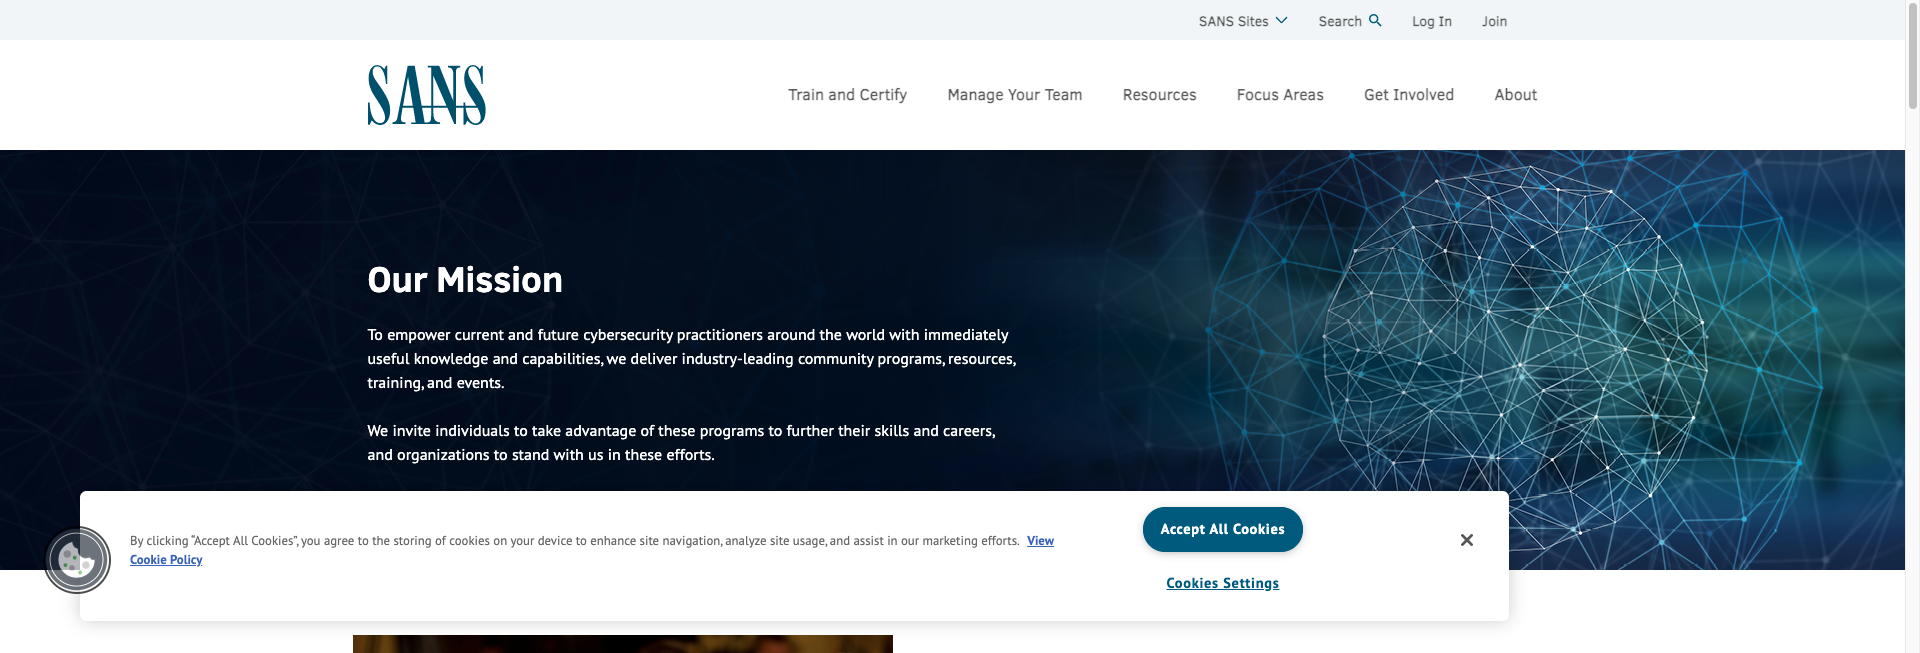 SANS Sites Search Log In Join
SANS
Train and Certify Manage Your Team Resources Focus Areas Get Involved About
Our Mission
To empower current and future cybersecurity practitioners around the world with immediately
useful knowledge and capabilities, we deliver industry-leading community programs, resources,
training, and events.
We invite individuals to take advantage of these programs to further their skills and careers,
and organizations to stand with us in these efforts.
By clicking “Accept All Cookies”, you agree to the storing of cookies on your device to enhance site navigation, analyze site usage, and assist in our marketing efforts. View
Cookie Policy
Accept All Cookies
Cookies Settings